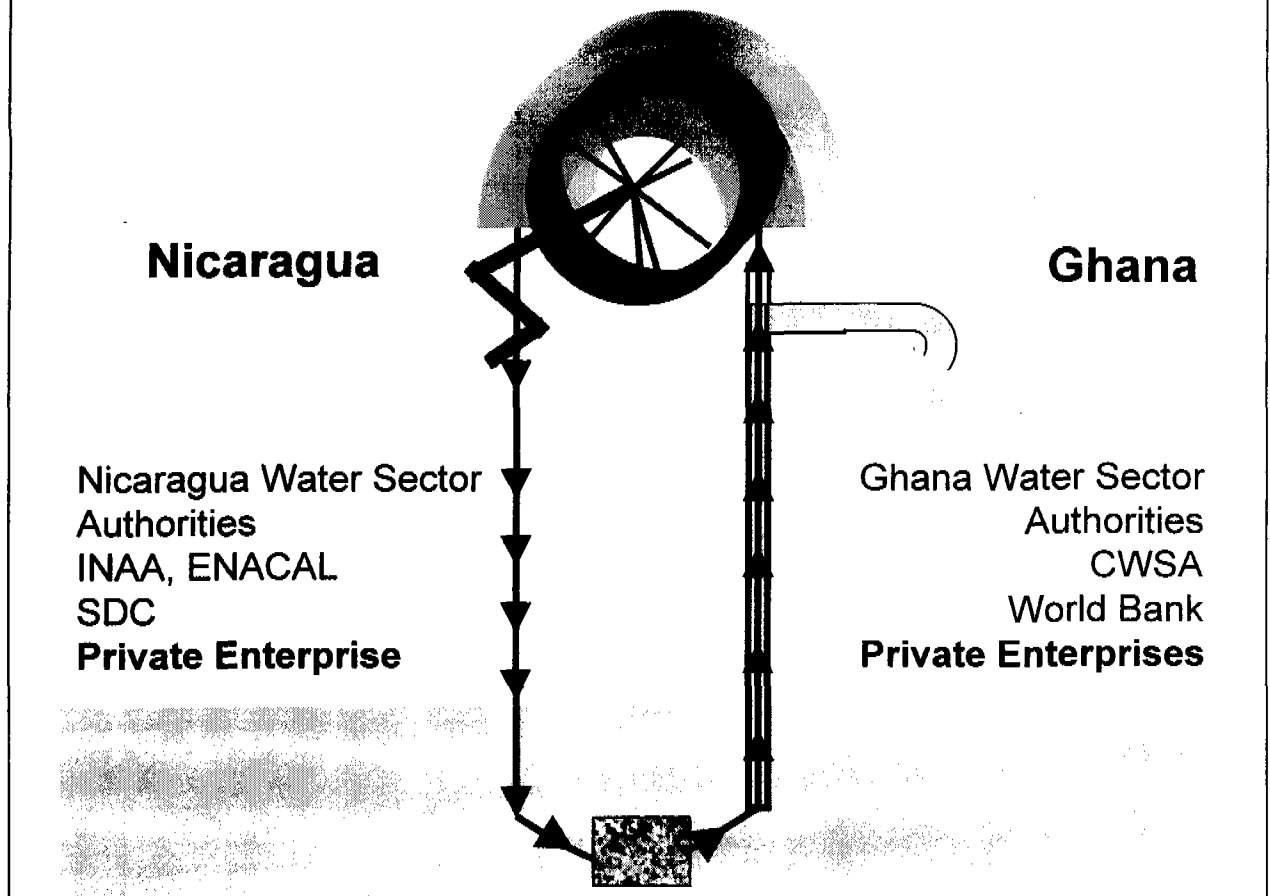 Nicaragua
Ghana
Nicaragua Water Sector
Authorities
INAA, ENACAL
SDC
Private Enterprise
Ghana Water Sector
Authorities
CWSA
World Bank
Private Enterprises